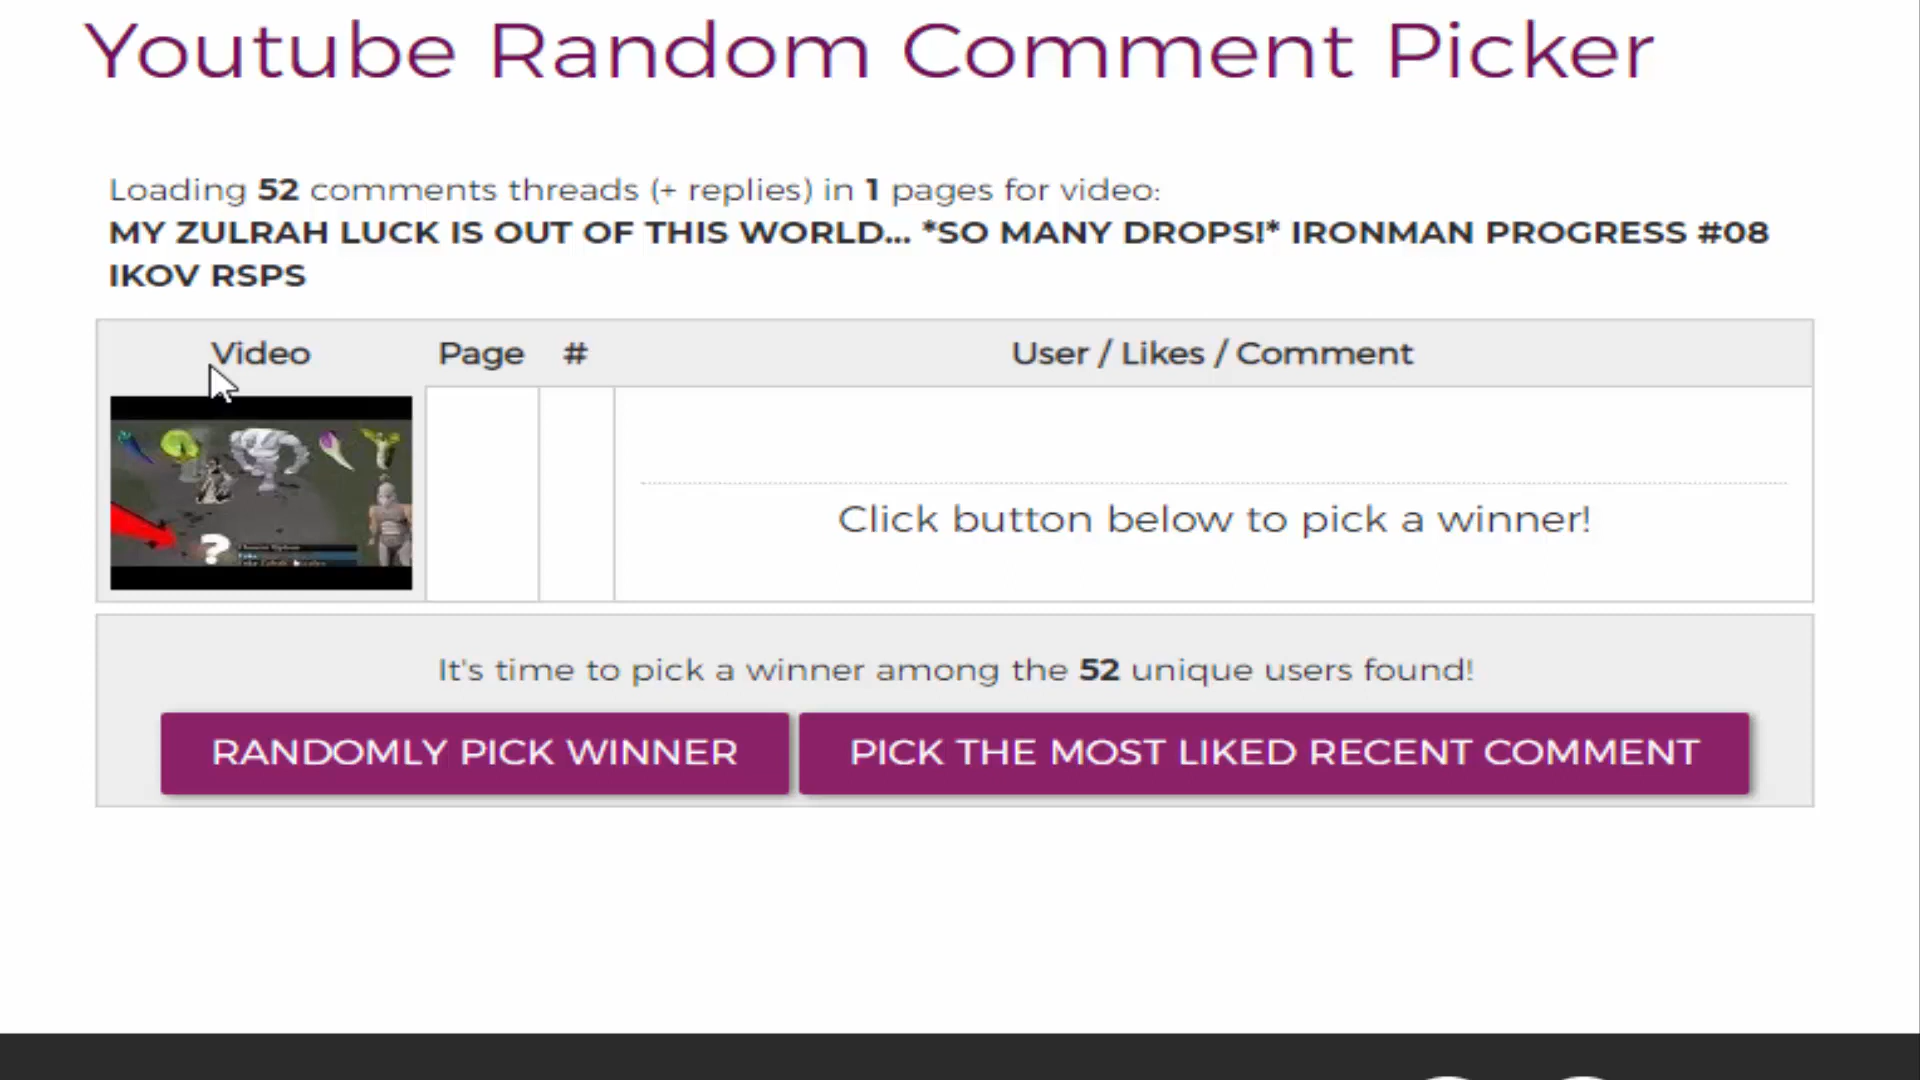 Youtube Random Comment Picker
Loading 52 comments threads (+ replies) in 1 pages for video:
MY ZULRAH LUCK IS OUT OF THIS WORLD... *SO MANY DROPS!* IRONMAN PROGRESS #08
IKOV RSPS
Video Page # User / Likes / Comment
?
Click button below to pick a winner!
It's time to pick a winner among the 52 unique users found!
RANDOMLY PICK WINNER PICK THE MOST LIKED RECENT COMMENT